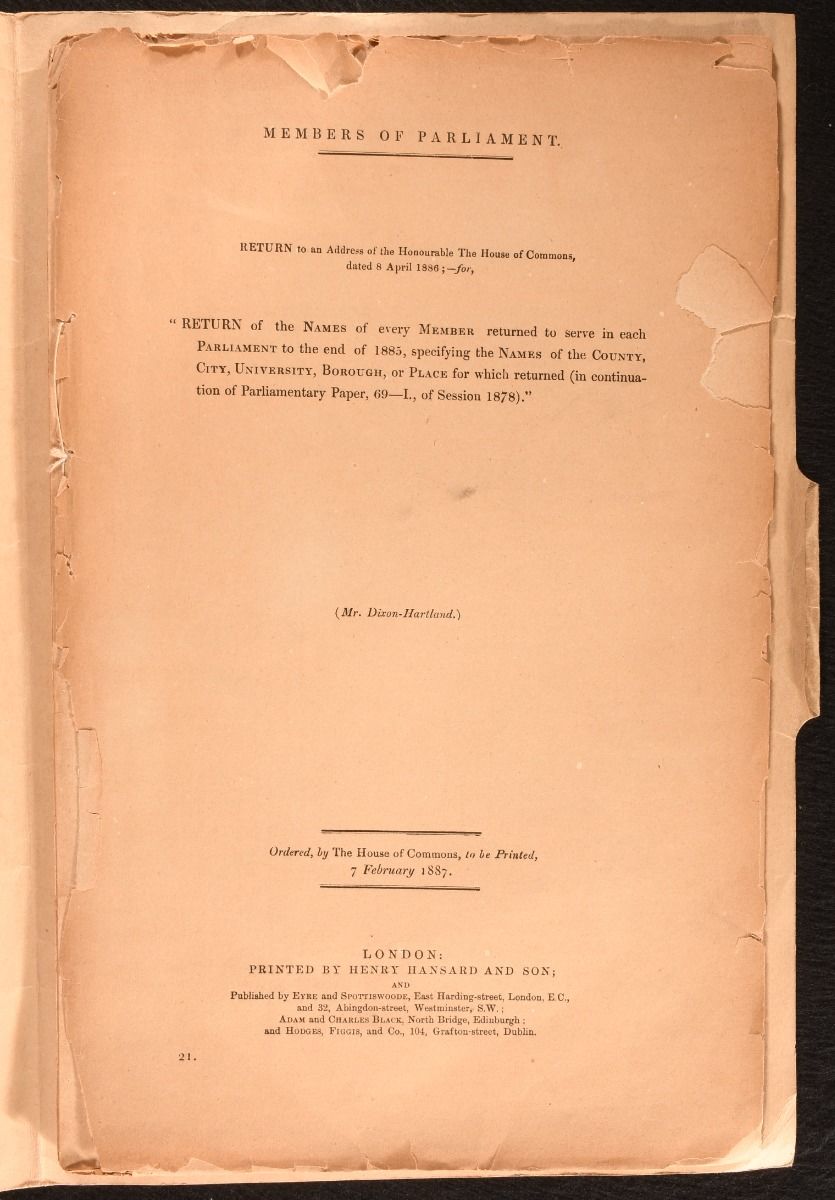 MEMBERS OF PARLIAMENT.
RETURN to an Address of the Honourable The House of Commons,
dated 8 April 1886;—for,
“ RETURN of the NAMES of every MEMBER returned to serve in each
PARLIAMENT to the end of 1885, specifying the NAMES of the COUNTY,
CITY, UNIVERSITY, BOROUGH, or PLACE for which returned (in continua-
tion of Parliamentary Paper, 69—I., of Session 1878).”
(Mr. Dixon-Hartland.)
Ordered, by The House of Commons, to be Printed,
7 February 1887.
LONDON:
PRINTED BY HENRY HANSARD AND SON;
AND
Published by EYRE and SPOTTISWOODE, East Harding-street, London, E.C.,
and 32, Abingdon-street, Westminster, S.W.;
ADAM and CHARLES BLACK, North Bridge, Edinburgh;
and HODGES, FIGGIS, and Co., 104, Grafton-street, Dublin.
21.